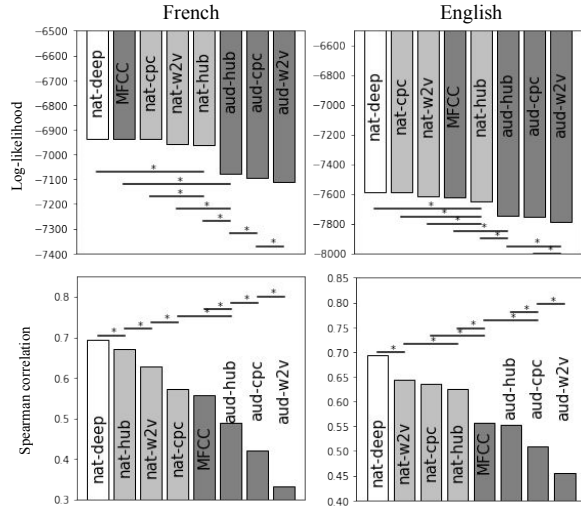 French
English
Log-likelihood
−6500
−6600
−6700
−6800
−6900
−7000
−7100
−7200
−7300
−7400
nat-deep
MFCC
nat-cpc
nat-w2v
nat-hub
aud-hub
aud-cpc
aud-w2v
* * * * * * *
−6600
−6800
−7000
−7200
−7400
−7600
−7800
−8000
nat-deep
nat-cpc
nat-w2v
MFCC
nat-hub
aud-hub
aud-cpc
aud-w2v
* * * * * * *
Spearman correlation
0.8
0.7
0.6
0.5
0.4
0.3
nat-deep
nat-hub
nat-w2v
nat-cpc
MFCC
aud-hub
aud-cpc
aud-w2v
* * * * * * *
0.85
0.80
0.75
0.70
0.65
0.60
0.55
0.50
0.45
0.40
nat-deep
nat-w2v
nat-cpc
nat-hub
MFCC
aud-hub
aud-cpc
aud-w2v
* * * * * * *